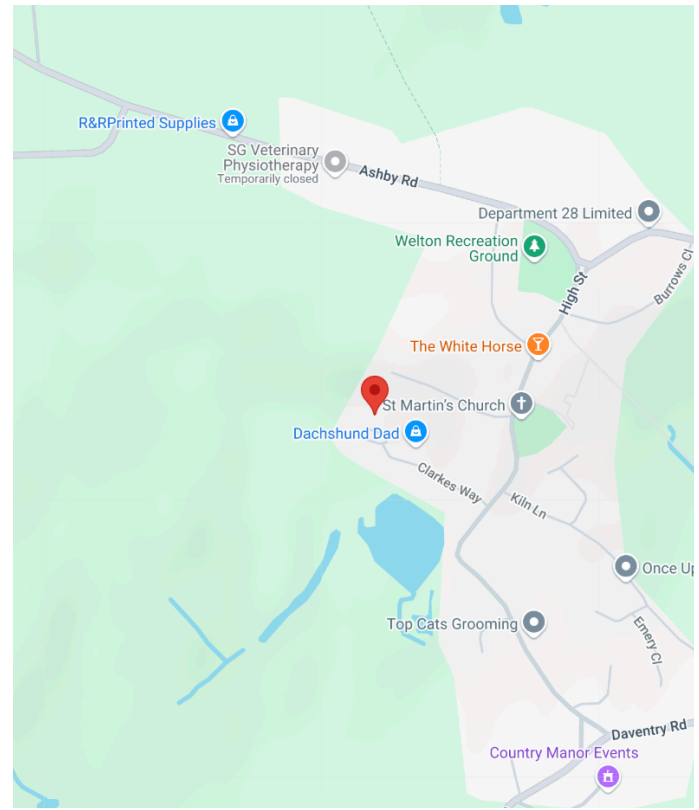 R&RPrinted Supplies
SG Veterinary
Physiotherapy
Temporarily closed
Ashby Rd
Department 28 Limited
Welton Recreation
Ground
High St
Burrows Cl
The White Horse
St Martin's Church
Dachshund Dad
Clarkes Way
Kiln Ln
Once Up
Top Cats Grooming
Emery Cl
Daventry Rd
Country Manor Events